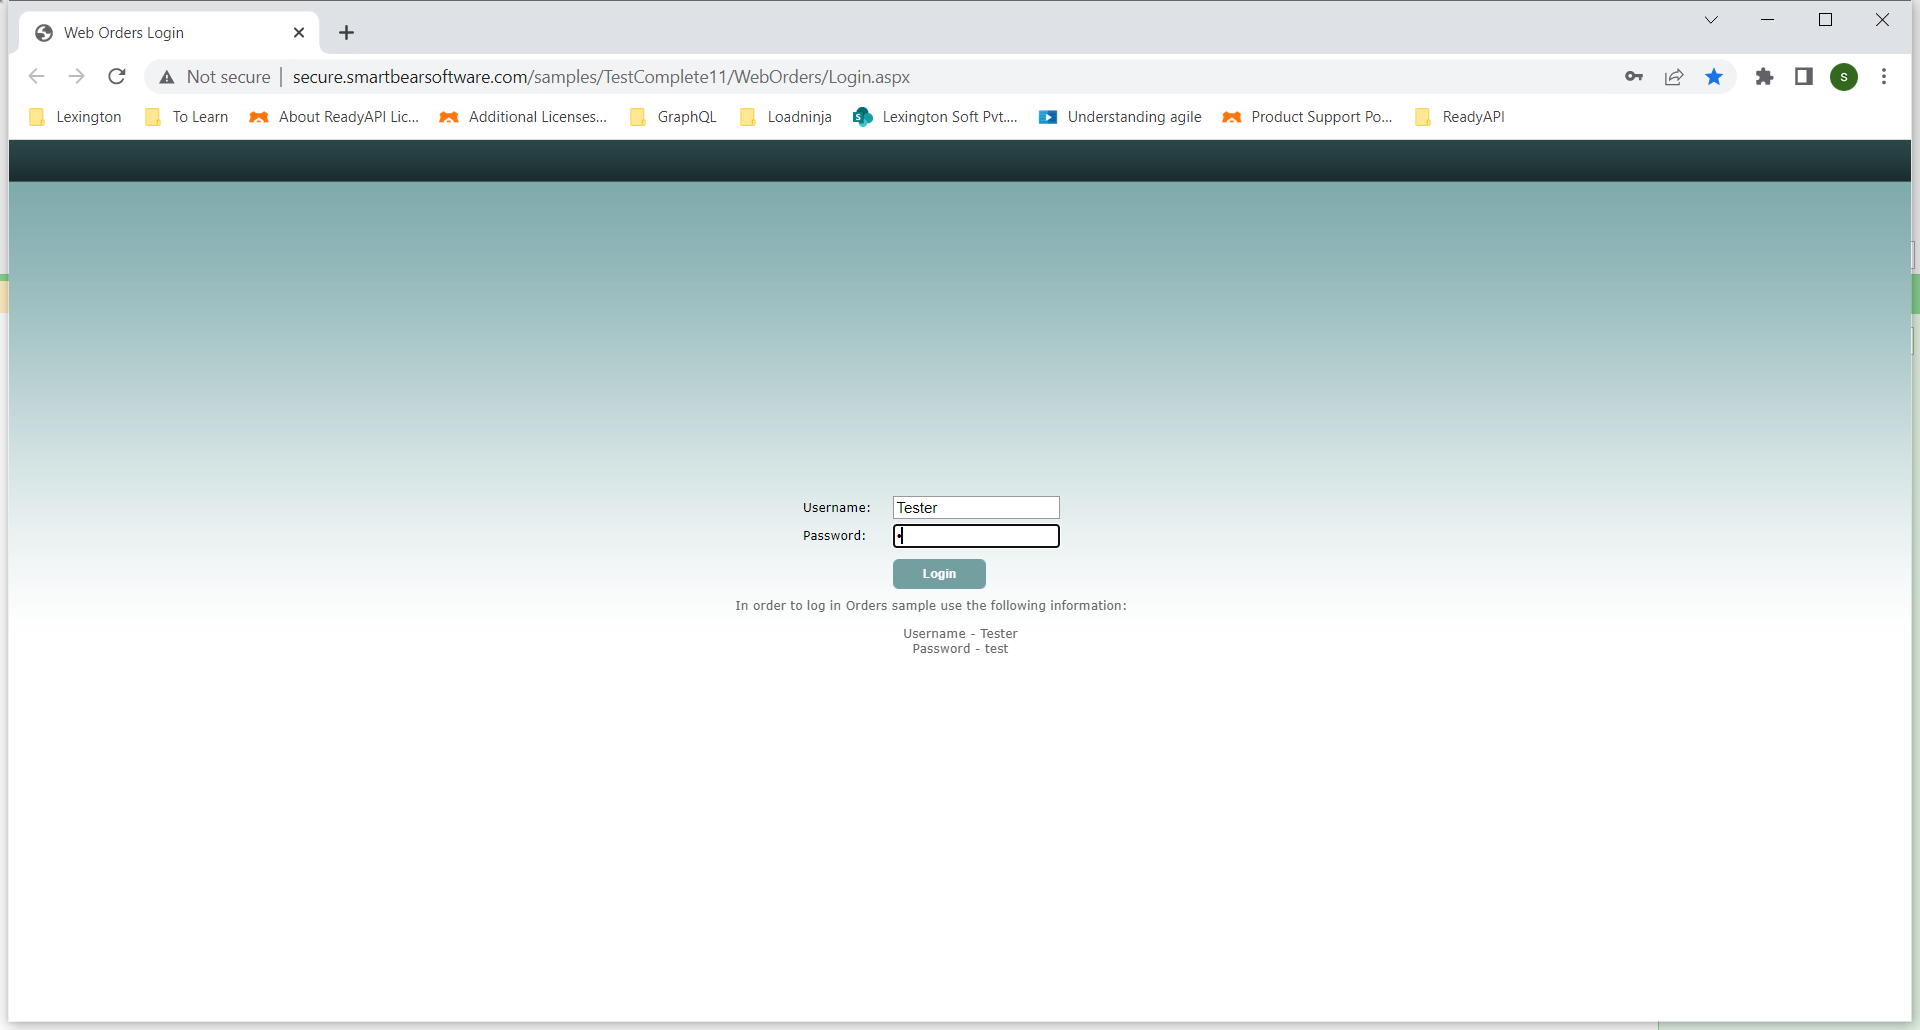 Web Orders Login
Not secure | secure.smartbearsoftware.com/samples/TestComplete11/WebOrders/Login.aspx
S
Lexington To Learn About ReadyAPI Lic... Additional Licenses... GraphQL Loadninja Lexington Soft Pvt.... Understanding agile Product Support Po... ReadyAPI
Username: Tester
Password: •
Login
In order to log in Orders sample use the following information:
Username - Tester
Password - test